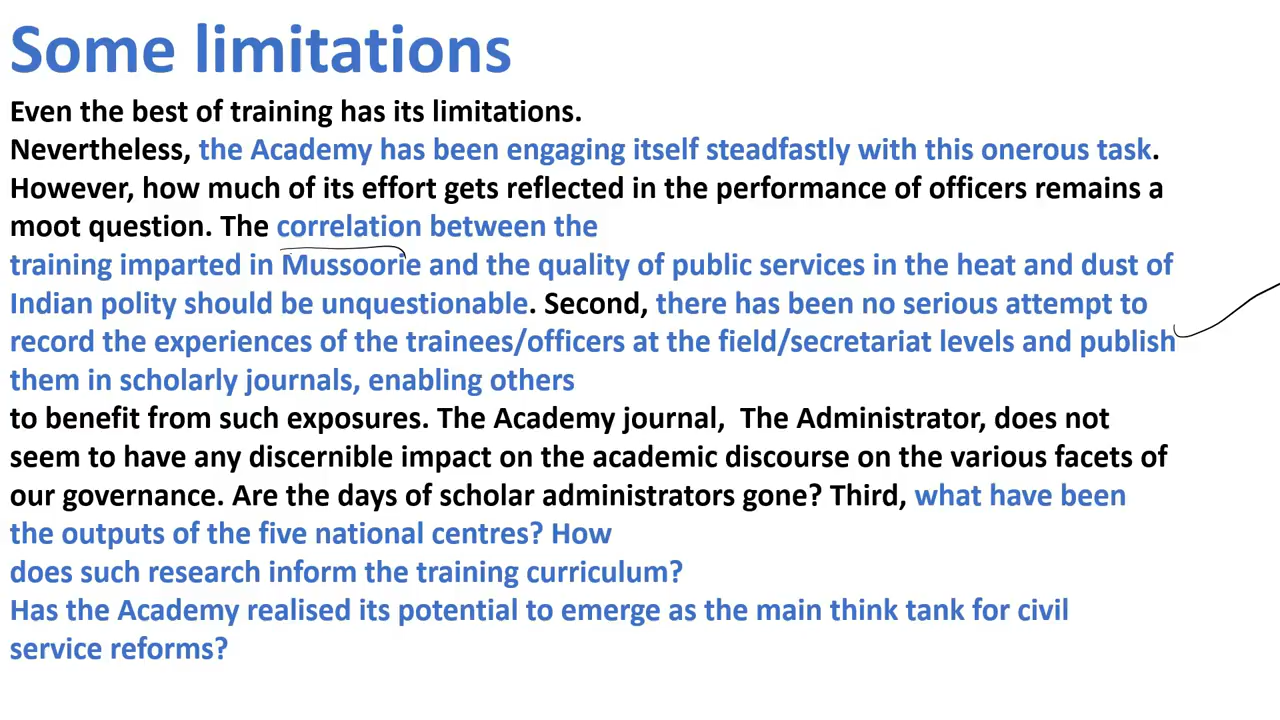 Some limitations
Even the best of training has its limitations.
Nevertheless, the Academy has been engaging itself steadfastly with this onerous task.
However, how much of its effort gets reflected in the performance of officers remains a
moot question. The correlation between the
training imparted in Mussoorie and the quality of public services in the heat and dust of
Indian polity should be unquestionable. Second, there has been no serious attempt to
record the experiences of the trainees/officers at the field/secretariat levels and publish
them in scholarly journals, enabling others
to benefit from such exposures. The Academy journal,  The Administrator, does not
seem to have any discernible impact on the academic discourse on the various facets of
our governance. Are the days of scholar administrators gone? Third, what have been
the outputs of the five national centres? How
does such research inform the training curriculum?
Has the Academy realised its potential to emerge as the main think tank for civil
service reforms?